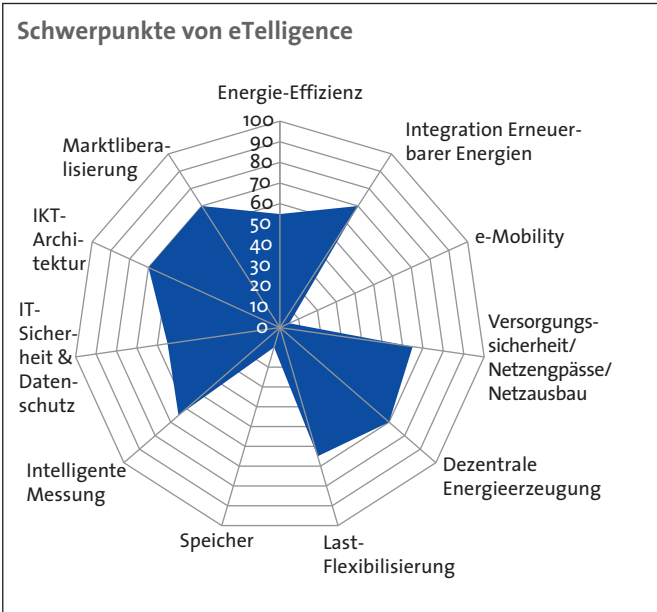 Schwerpunkte von eTelligence
Energie-Effizienz
Integration Erneuer-
barer Energien
e-Mobility
Versorgungs-
sicherheit/
Netzengpässe/
Netzausbau
Dezentrale
Energieerzeugung
Last-
Flexibilisierung
Speicher
Intelligente
Messung
IT-
Sicher-
heit &
Daten-
schutz
IKT-
Archi-
tektur
Marktlibera-
lisierung
100
90
80
70
60
50
40
30
20
10
0